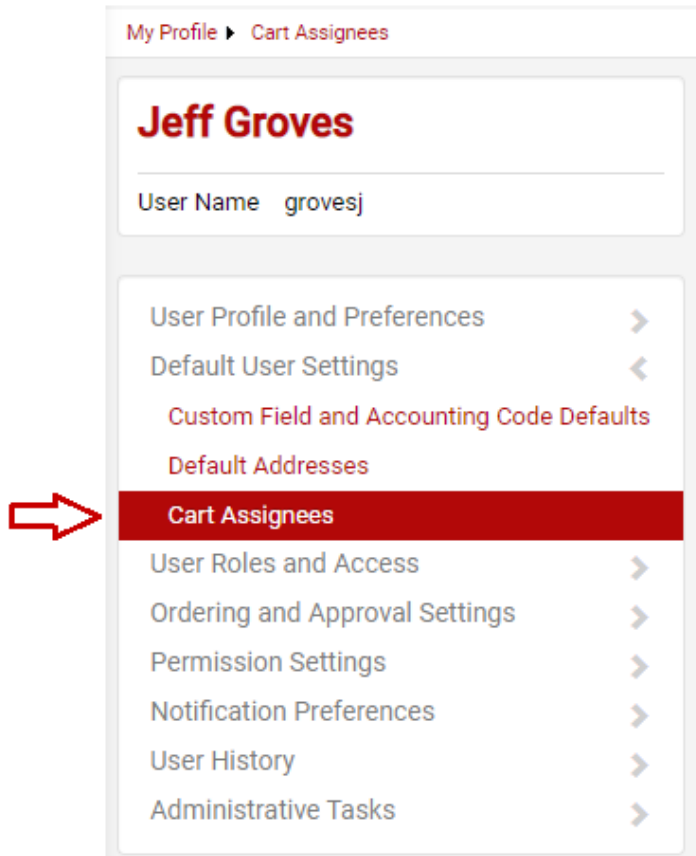 My Profile Cart Assignees
Jeff Groves
User Name grovesj
User Profile and Preferences
Default User Settings
Custom Field and Accounting Code Defaults
Default Addresses
Cart Assignees
User Roles and Access
Ordering and Approval Settings
Permission Settings
Notification Preferences
User History
Administrative Tasks